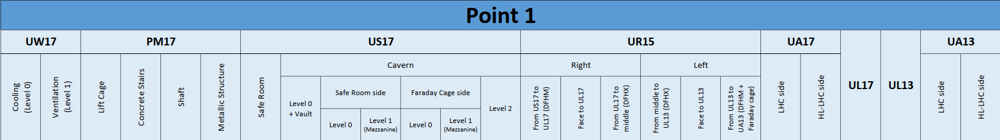 Point 1
UW17
PM17
US17
UR15
UA17
UL17
UL13
UA13
Cooling
(Level 0)
Ventilation
(Level 1)
Lift Cage
Concrete Stairs
Shaft
Metallic Structure
Safe Room
Cavern
Level 0
+ Vault
Safe Room side
Level 0
Level 1
(Mezzanine)
Faraday Cage side
Level 0
Level 1
(Mezzanine)
Level 2
Right
From US17 to
UL17 (DFHM)
Face to UL17
From UL17 to
middle (DFHX)
Left
From middle to
UL13 (DFHX)
Face to UL13
From UL13 to
UA13 (DFHM +
Faraday cage)
LHC side
HL-LHC side
LHC side
HL-LHC side